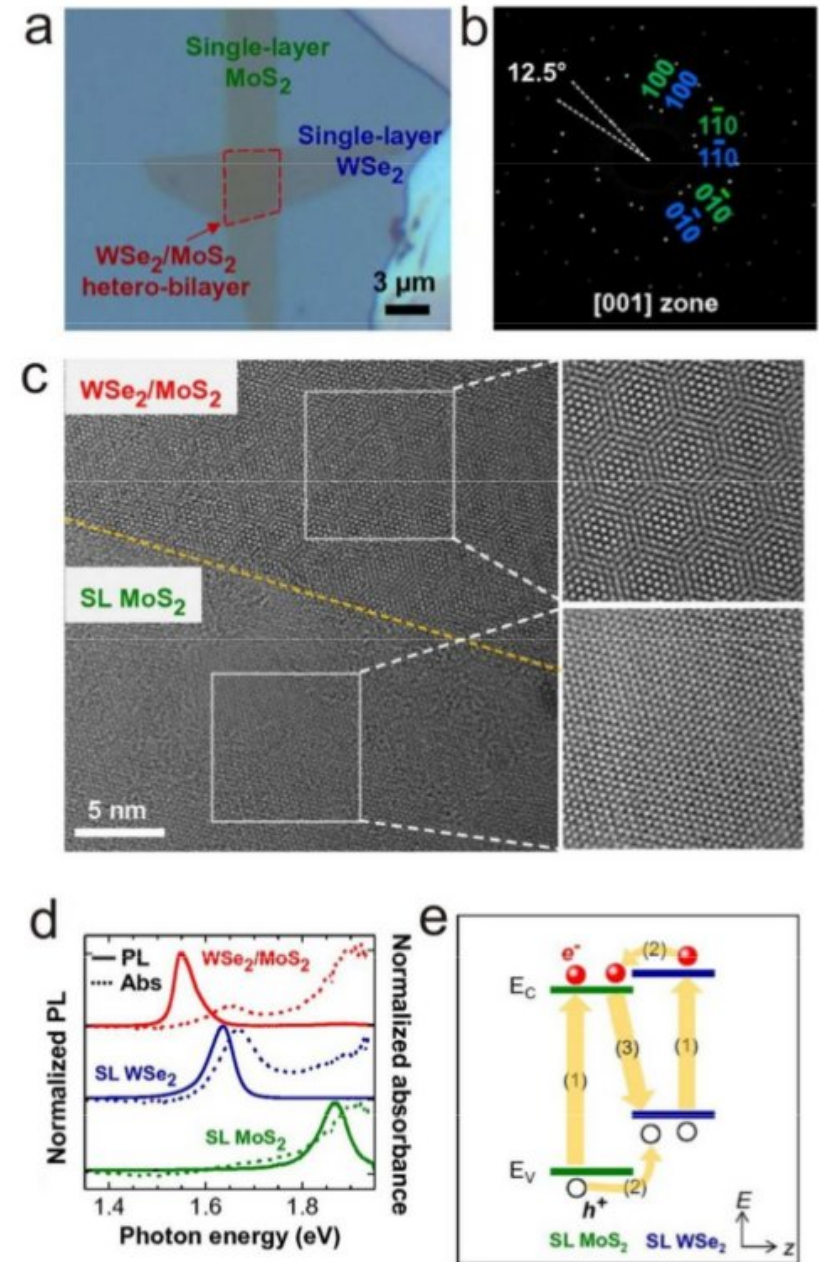 a
Single-layer
MoS₂
Single-layer
WSe₂
WSe₂/MoS₂
hetero-bilayer
3 μm
b
12.5°
100
100
11̄0
11̄0
01̄0
01̄0
[001] zone
c
WSe₂/MoS₂
SL MoS₂
5 nm
d
Normalized PL
PL
Abs
WSe₂/MoS₂
SL WSe₂
SL MoS₂
1.4
1.6
1.8
Photon energy (eV)
Normalized absorbance
e
e⁻
(2)
E_C
(3)
(1)
(1)
E_V
(2)
h⁺
E
z
SL MoS₂
SL WSe₂